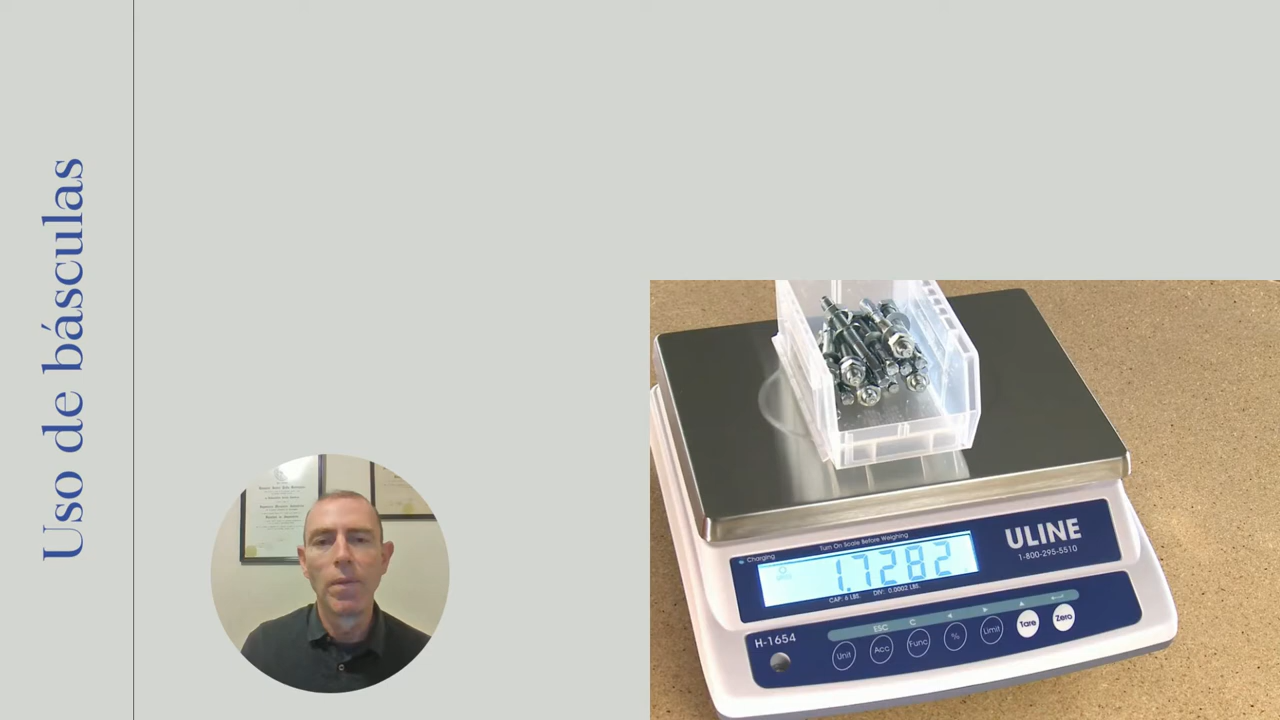 Uso de básculas
Charging
Turn On Scale Before Weighing
ULINE
1-800-295-5510
1.7282
CAP: 6 LBS. DIV: 0.0002 LBS.
H-1654
ESC C
Unit Acc Func % Limit Tare Zero